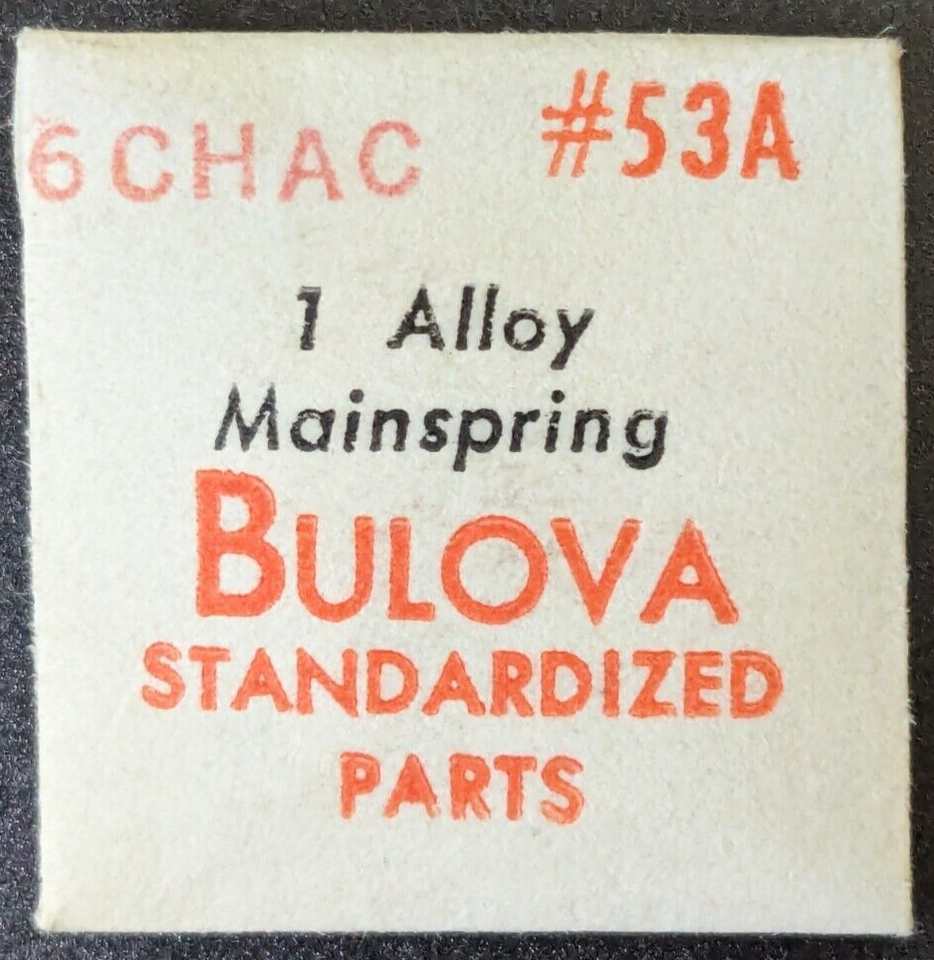 6CHAC #53A
1 Alloy
Mainspring
BULOVA
STANDARDIZED
PARTS